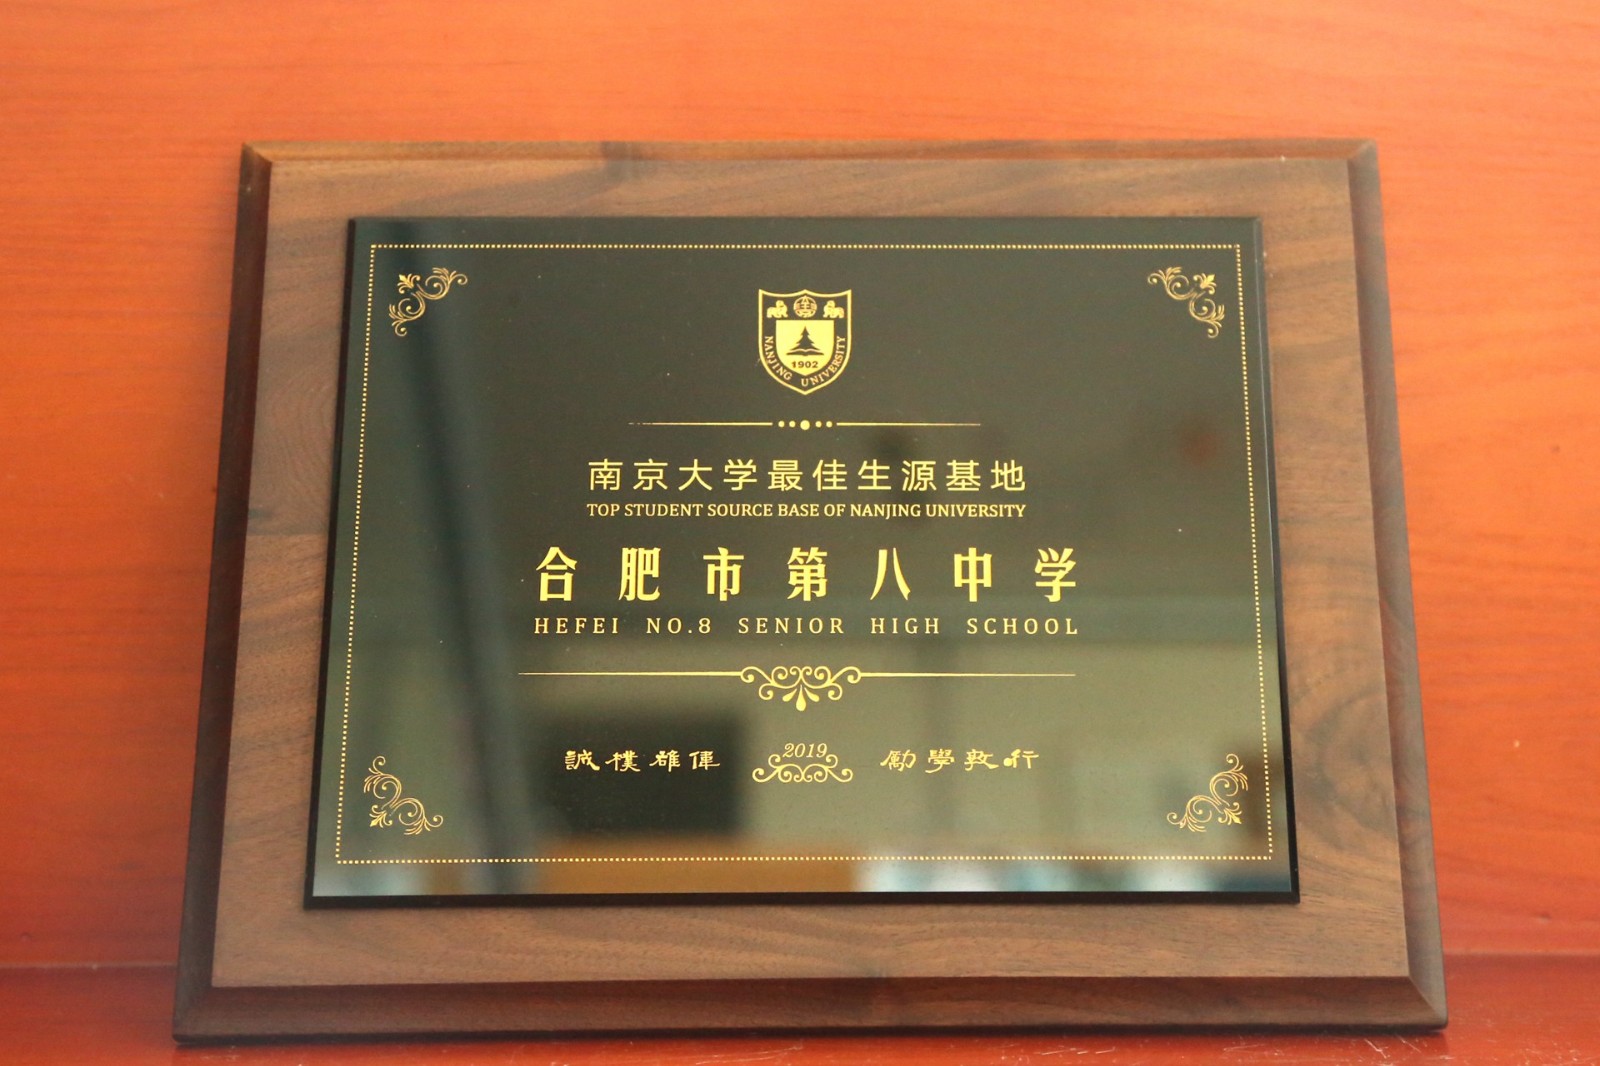 1902
NANJING UNIVERSITY
南京大学最佳生源基地
TOP STUDENT SOURCE BASE OF NANJING UNIVERSITY
合肥市第八中学
HEFEI NO.8 SENIOR HIGH SCHOOL
誠樸雄偉 2019 勵學敦行